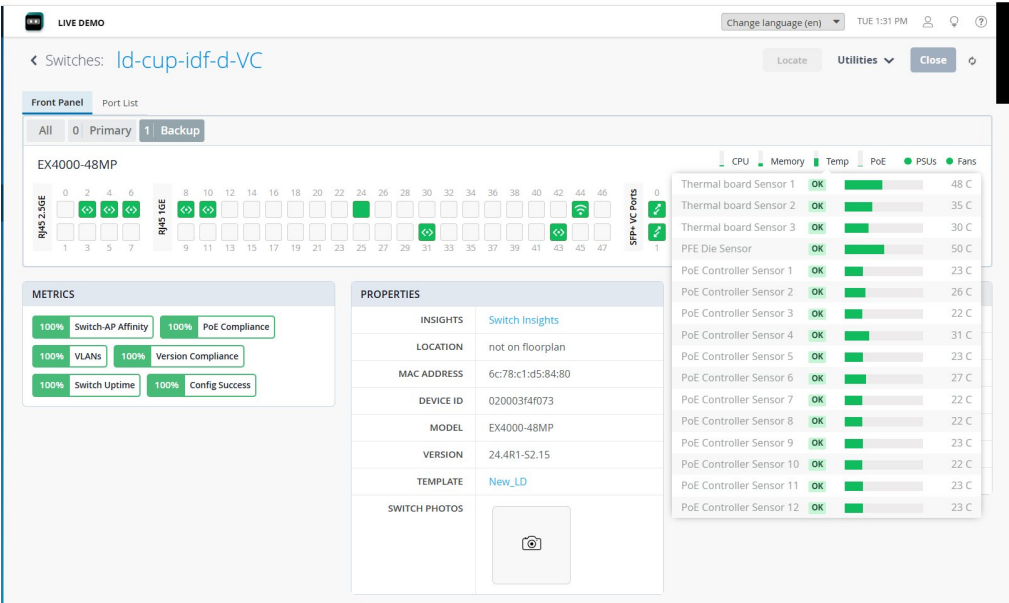 LIVE DEMO
Change language (en)
TUE 1:31 PM
Switches: ld-cup-idf-d-VC
Locate
Utilities
Close
Front Panel
Port List
All
0 Primary
1 Backup
EX4000-48MP
CPU
Memory
Temp
PoE
PSUs
Fans
RJ45 2.5GE
0 2 4 6
1 3 5 7
RJ45 1GE
8 10 12 14 16 18 20 22 24 26 28 30 32 34 36 38 40 42 44 46
9 11 13 15 17 19 21 23 25 27 29 31 33 35 37 39 41 43 45 47
SFP+ VC Ports
0
1
Thermal board Sensor 1 OK 48 C
Thermal board Sensor 2 OK 35 C
Thermal board Sensor 3 OK 30 C
PFE Die Sensor OK 50 C
PoE Controller Sensor 1 OK 23 C
PoE Controller Sensor 2 OK 26 C
PoE Controller Sensor 3 OK 22 C
PoE Controller Sensor 4 OK 31 C
PoE Controller Sensor 5 OK 23 C
PoE Controller Sensor 6 OK 27 C
PoE Controller Sensor 7 OK 22 C
PoE Controller Sensor 8 OK 22 C
PoE Controller Sensor 9 OK 23 C
PoE Controller Sensor 10 OK 22 C
PoE Controller Sensor 11 OK 23 C
PoE Controller Sensor 12 OK 23 C
METRICS
100% Switch-AP Affinity
100% PoE Compliance
100% VLANs
100% Version Compliance
100% Switch Uptime
100% Config Success
PROPERTIES
INSIGHTS Switch Insights
LOCATION not on floorplan
MAC ADDRESS 6c:78:c1:d5:84:80
DEVICE ID 020003f4f073
MODEL EX4000-48MP
VERSION 24.4R1-S2.15
TEMPLATE New_LD
SWITCH PHOTOS